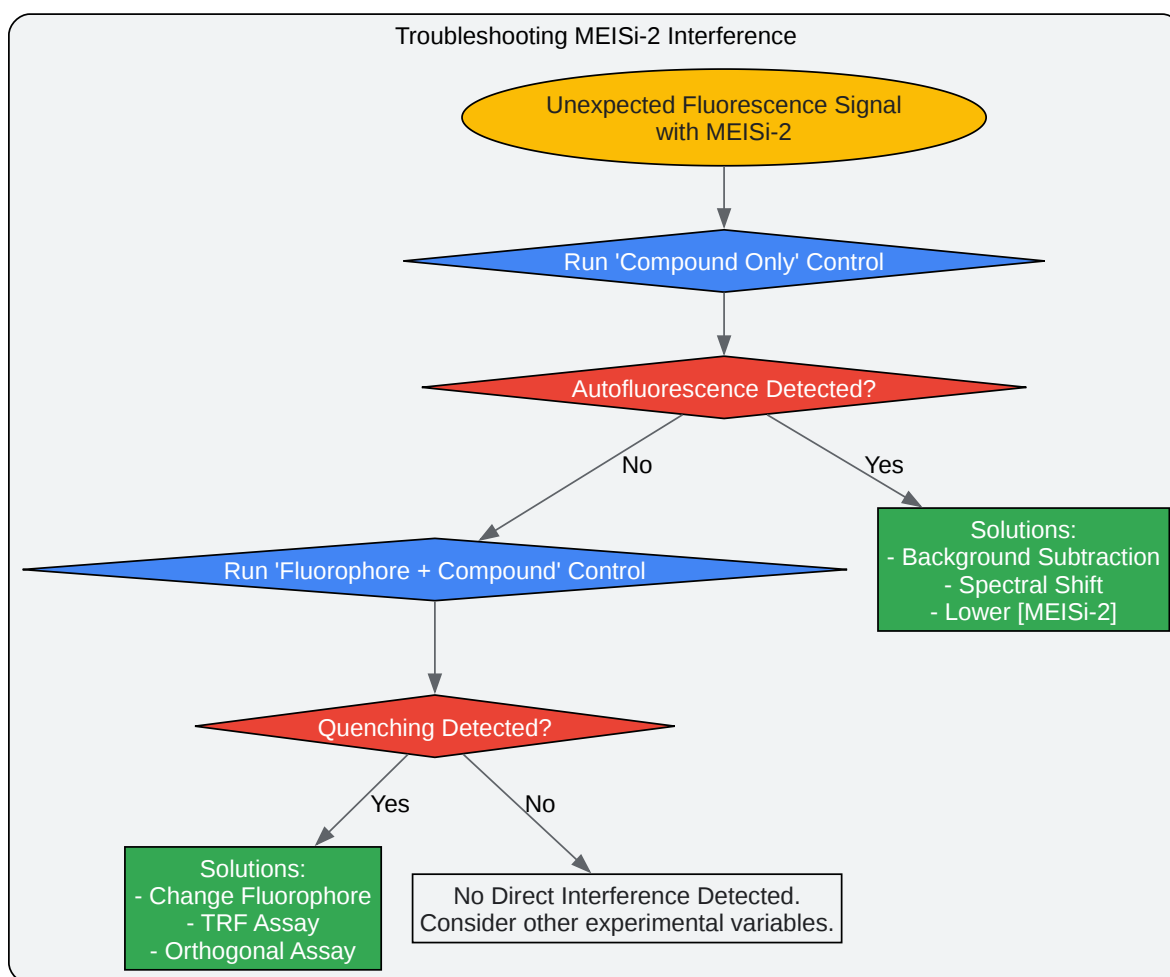 Troubleshooting MEISi-2 Interference
Unexpected Fluorescence Signal
with MEISi-2
Run 'Compound Only' Control
Autofluorescence Detected?
No
Yes
Solutions:
- Background Subtraction
- Spectral Shift
- Lower [MEISi-2]
Run 'Fluorophore + Compound' Control
Quenching Detected?
Yes
No
Solutions:
- Change Fluorophore
- TRF Assay
- Orthogonal Assay
No Direct Interference Detected.
Consider other experimental variables.